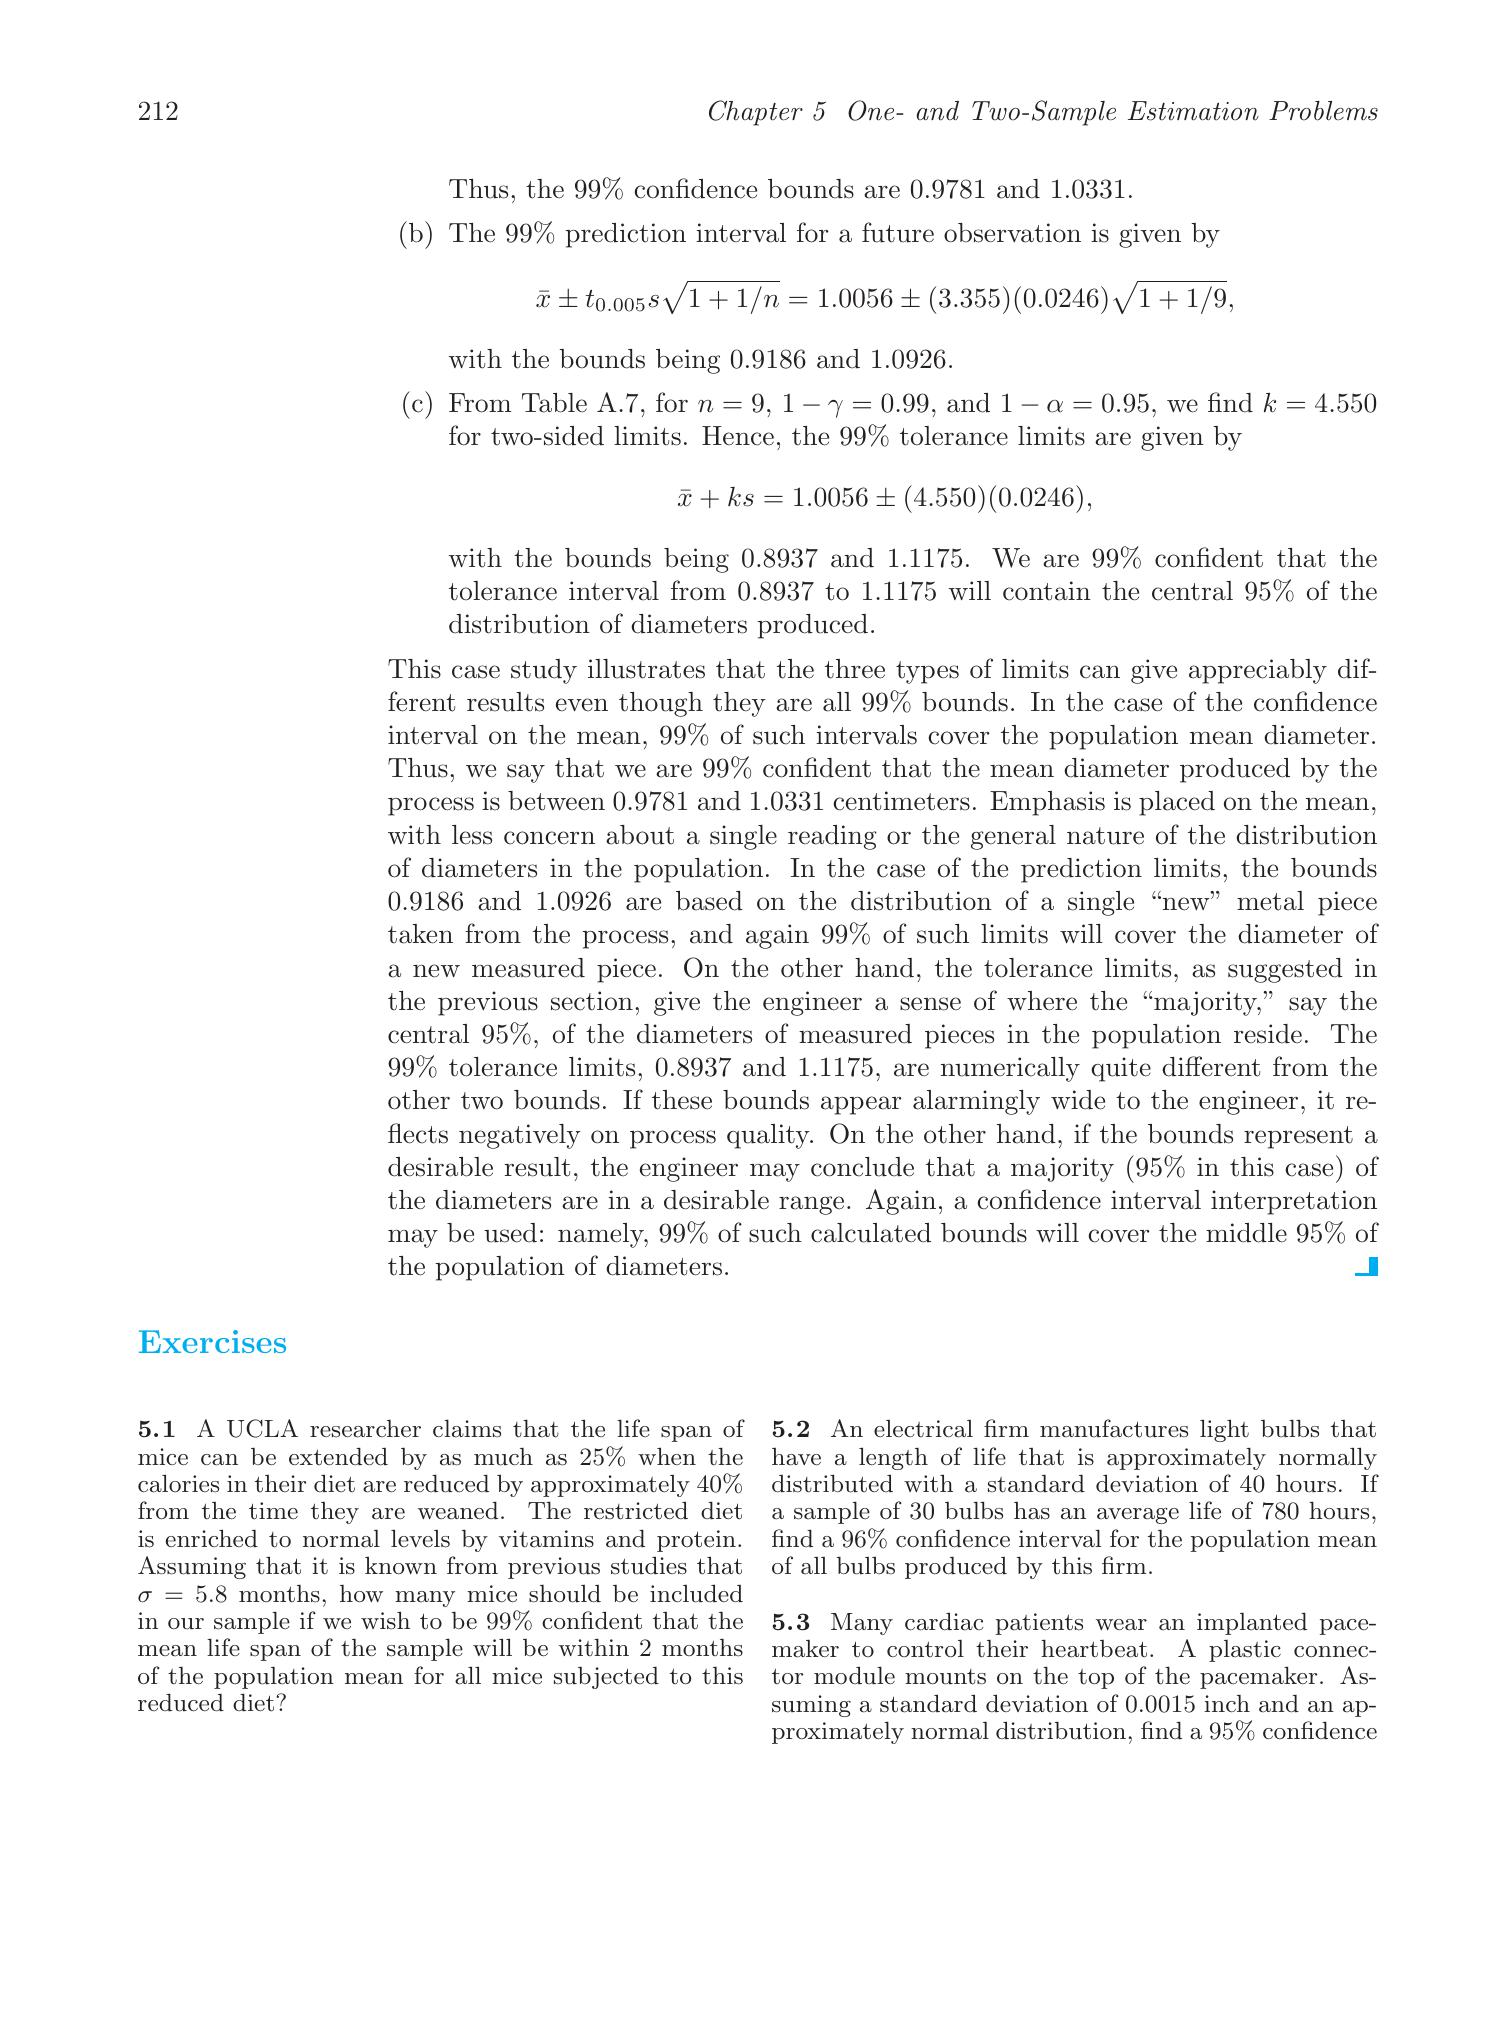 212
Chapter 5 One- and Two-Sample Estimation Problems
Thus, the 99% confidence bounds are 0.9781 and 1.0331.
(b) The 99% prediction interval for a future observation is given by
x̄ ± t0.005s√1 + 1/n = 1.0056 ± (3.355)(0.0246)√1 + 1/9,
with the bounds being 0.9186 and 1.0926.
(c) From Table A.7, for n = 9, 1 − γ = 0.99, and 1 − α = 0.95, we find k = 4.550
for two-sided limits. Hence, the 99% tolerance limits are given by
x̄ + ks = 1.0056 ± (4.550)(0.0246),
with the bounds being 0.8937 and 1.1175. We are 99% confident that the
tolerance interval from 0.8937 to 1.1175 will contain the central 95% of the
distribution of diameters produced.
This case study illustrates that the three types of limits can give appreciably dif-
ferent results even though they are all 99% bounds. In the case of the confidence
interval on the mean, 99% of such intervals cover the population mean diameter.
Thus, we say that we are 99% confident that the mean diameter produced by the
process is between 0.9781 and 1.0331 centimeters. Emphasis is placed on the mean,
with less concern about a single reading or the general nature of the distribution
of diameters in the population. In the case of the prediction limits, the bounds
0.9186 and 1.0926 are based on the distribution of a single “new” metal piece
taken from the process, and again 99% of such limits will cover the diameter of
a new measured piece. On the other hand, the tolerance limits, as suggested in
the previous section, give the engineer a sense of where the “majority,” say the
central 95%, of the diameters of measured pieces in the population reside. The
99% tolerance limits, 0.8937 and 1.1175, are numerically quite different from the
other two bounds. If these bounds appear alarmingly wide to the engineer, it re-
flects negatively on process quality. On the other hand, if the bounds represent a
desirable result, the engineer may conclude that a majority (95% in this case) of
the diameters are in a desirable range. Again, a confidence interval interpretation
may be used: namely, 99% of such calculated bounds will cover the middle 95% of
the population of diameters.
Exercises
5.1 A UCLA researcher claims that the life span of
mice can be extended by as much as 25% when the
calories in their diet are reduced by approximately 40%
from the time they are weaned. The restricted diet
is enriched to normal levels by vitamins and protein.
Assuming that it is known from previous studies that
σ = 5.8 months, how many mice should be included
in our sample if we wish to be 99% confident that the
mean life span of the sample will be within 2 months
of the population mean for all mice subjected to this
reduced diet?
5.2 An electrical firm manufactures light bulbs that
have a length of life that is approximately normally
distributed with a standard deviation of 40 hours. If
a sample of 30 bulbs has an average life of 780 hours,
find a 96% confidence interval for the population mean
of all bulbs produced by this firm.
5.3 Many cardiac patients wear an implanted pace-
maker to control their heartbeat. A plastic connec-
tor module mounts on the top of the pacemaker. As-
suming a standard deviation of 0.0015 inch and an ap-
proximately normal distribution, find a 95% confidence